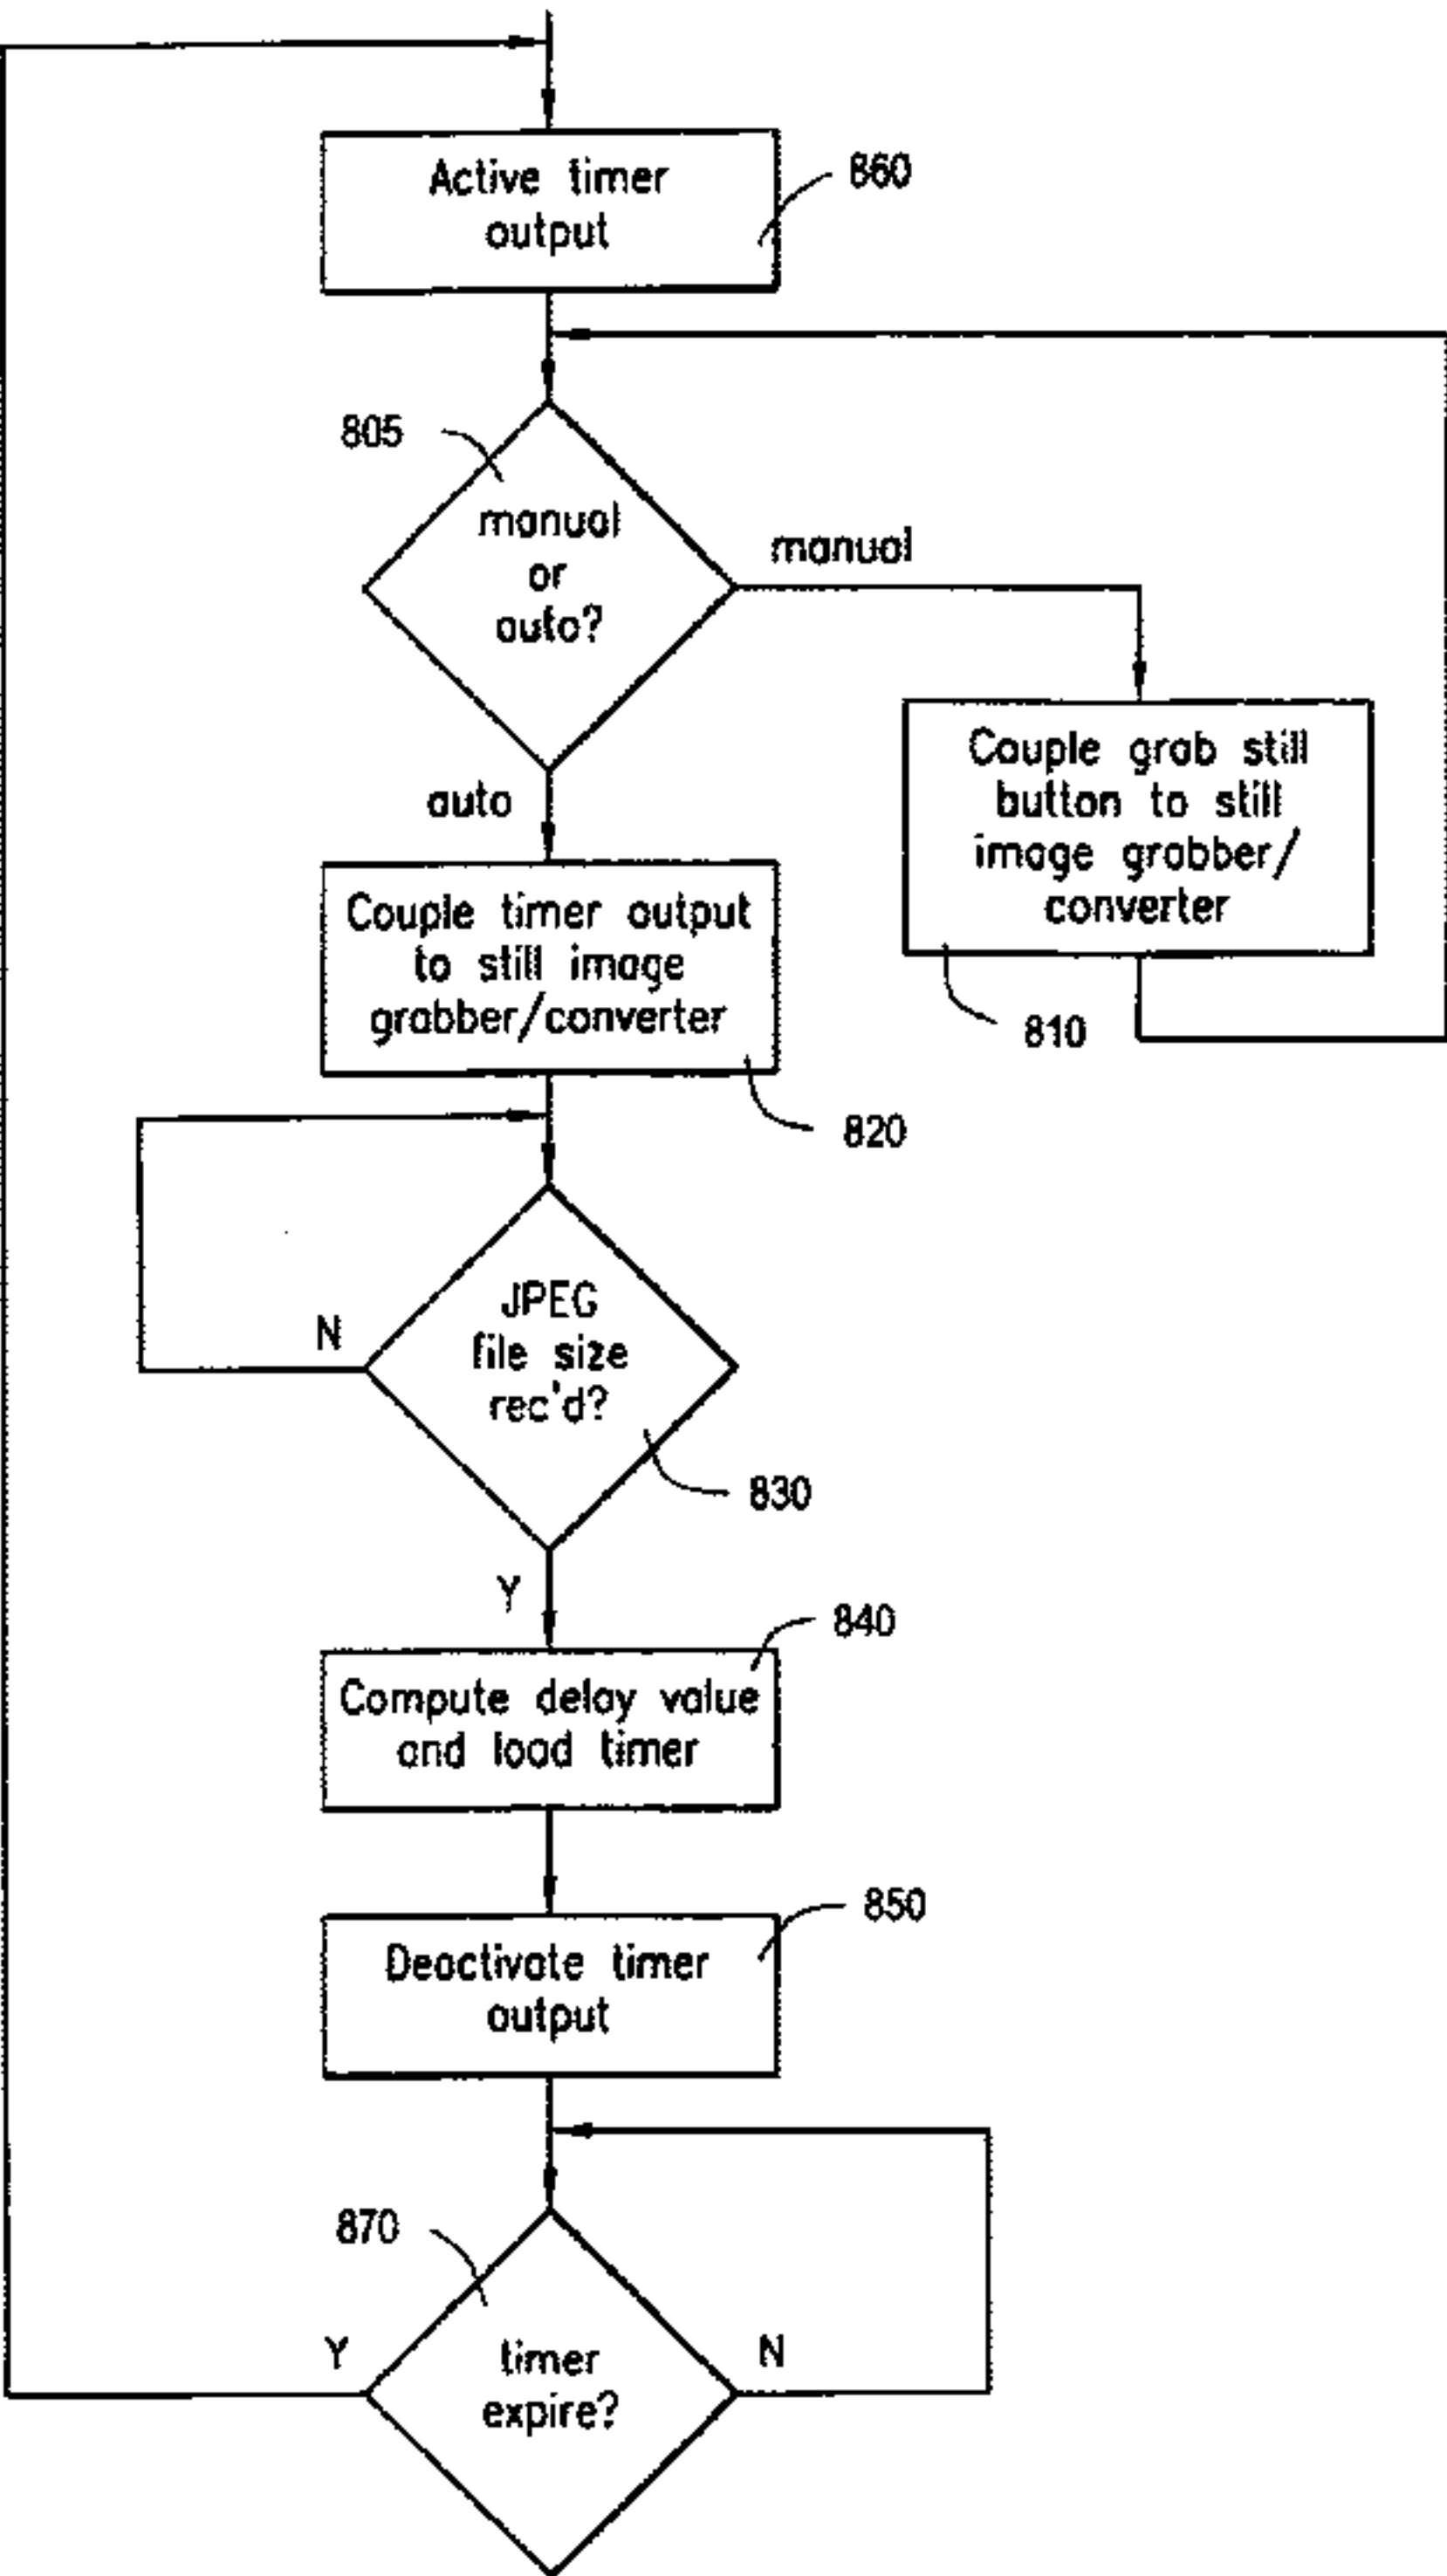 Active timer
output
860
805
manual
or
auto?
manual
auto
Couple grab still
button to still
image grabber/
converter
810
Couple timer output
to still image
grabber/converter
820
JPEG
file size
rec'd?
N
830
Y
840
Compute delay value
and load timer
850
Deactivate timer
output
870
Y
timer
expire?
N